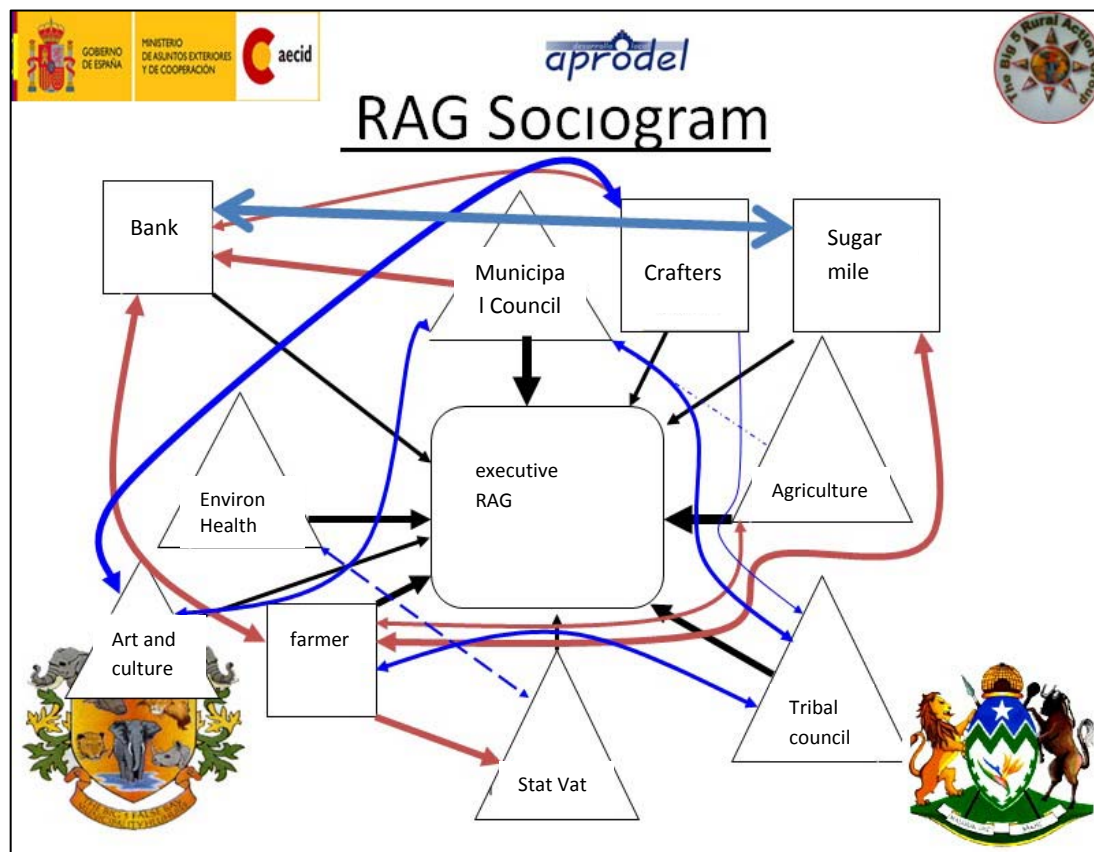 GOBIERNO
DE ESPAÑA
MINISTERIO
DE ASUNTOS EXTERIORES
Y DE COOPERACIÓN
aecid
desarrollo local
aprodel
The Big 5 Rural Action Group
RAG Sociogram
Bank
Municipa
l Council
Crafters
Sugar
mile
Environ
Health
executive
RAG
Agriculture
Art and
culture
farmer
Stat Vat
Tribal
council